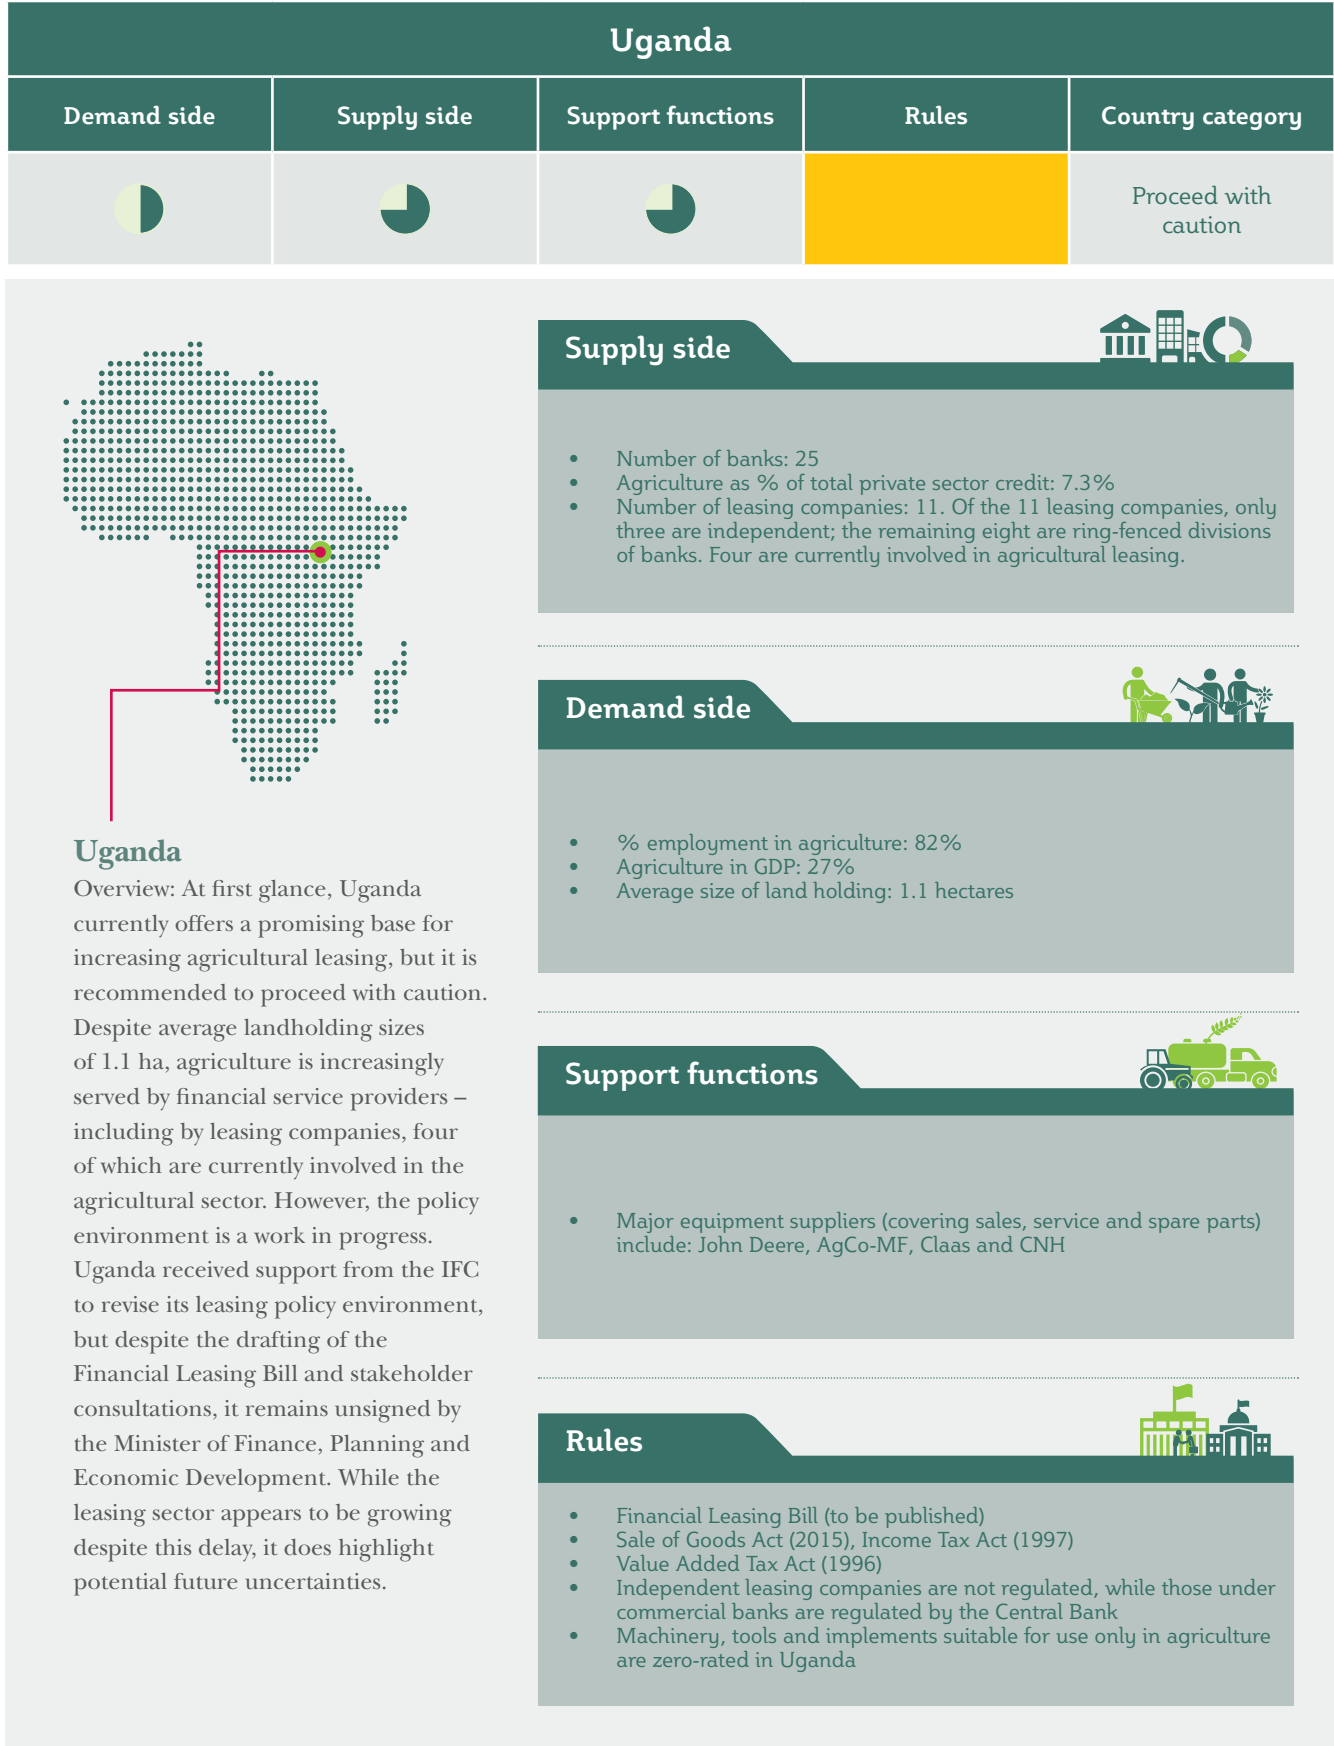 Uganda
Demand side
Supply side
Support functions
Rules
Country category
Proceed with
caution
Uganda
Overview: At first glance, Uganda
currently offers a promising base for
increasing agricultural leasing, but it is
recommended to proceed with caution.
Despite average landholding sizes
of 1.1 ha, agriculture is increasingly
served by financial service providers –
including by leasing companies, four
of which are currently involved in the
agricultural sector. However, the policy
environment is a work in progress.
Uganda received support from the IFC
to revise its leasing policy environment,
but despite the drafting of the
Financial Leasing Bill and stakeholder
consultations, it remains unsigned by
the Minister of Finance, Planning and
Economic Development. While the
leasing sector appears to be growing
despite this delay, it does highlight
potential future uncertainties.
Supply side
• Number of banks: 25
• Agriculture as % of total private sector credit: 7.3%
• Number of leasing companies: 11. Of the 11 leasing companies, only
three are independent; the remaining eight are ring-fenced divisions
of banks. Four are currently involved in agricultural leasing.
Demand side
• % employment in agriculture: 82%
• Agriculture in GDP: 27%
• Average size of land holding: 1.1 hectares
Support functions
• Major equipment suppliers (covering sales, service and spare parts)
include: John Deere, AgCo-MF, Claas and CNH
Rules
• Financial Leasing Bill (to be published)
• Sale of Goods Act (2015), Income Tax Act (1997)
• Value Added Tax Act (1996)
• Independent leasing companies are not regulated, while those under
commercial banks are regulated by the Central Bank
• Machinery, tools and implements suitable for use only in agriculture
are zero-rated in Uganda